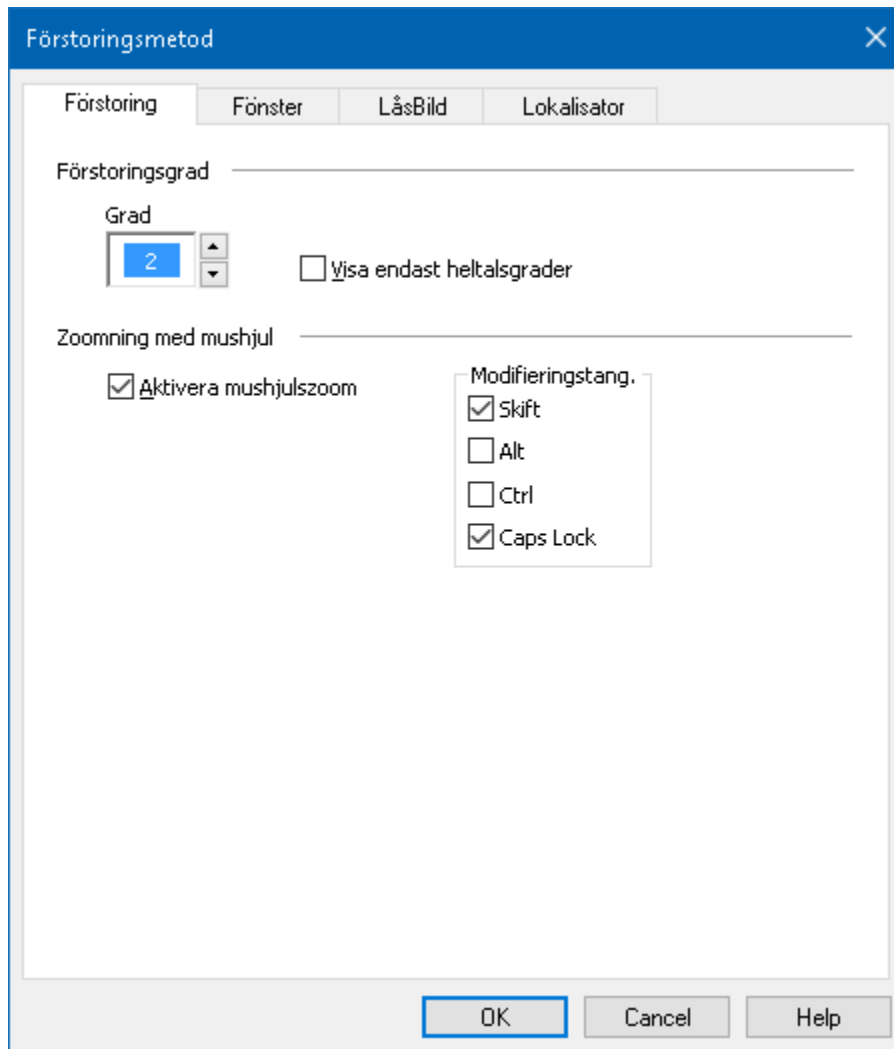 Förstoringsmetod
Förstoring Fönster LåsBild Lokalisator
Förstoringsgrad
Grad
2
Visa endast heltalsgrader
Zoomning med mushjul
Aktivera mushjulszoom
Modifieringstang.
Skift
Alt
Ctrl
Caps Lock
OK Cancel Help